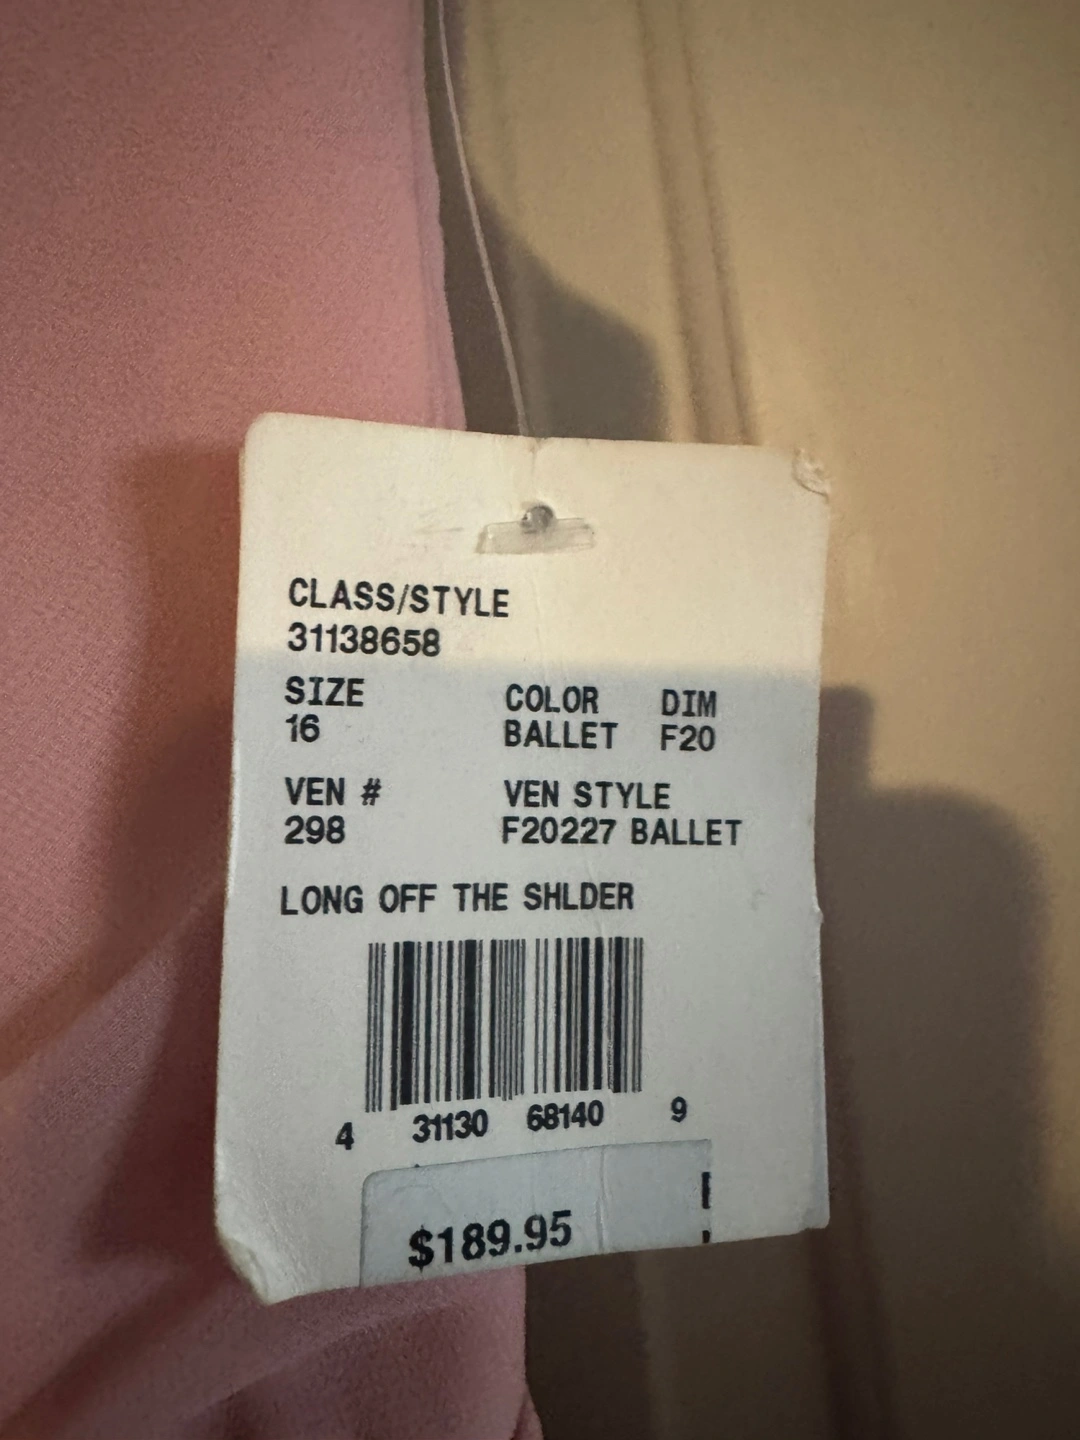 CLASS/STYLE
31138658
SIZE COLOR DIM
16 BALLET F20
VEN # VEN STYLE
298 F20227 BALLET
LONG OFF THE SHLDER
4 31130 68140 9
$189.95